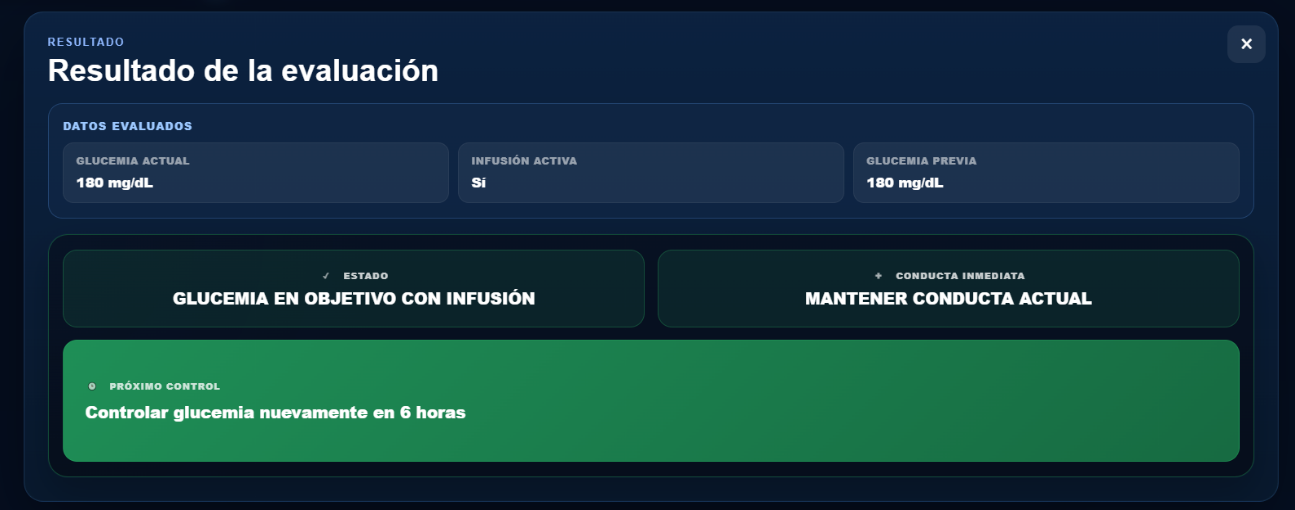 RESULTADO
Resultado de la evaluación
×
DATOS EVALUADOS
GLUCEMIA ACTUAL
180 mg/dL
INFUSIÓN ACTIVA
Sí
GLUCEMIA PREVIA
180 mg/dL
✓ ESTADO
GLUCEMIA EN OBJETIVO CON INFUSIÓN
+ CONDUCTA INMEDIATA
MANTENER CONDUCTA ACTUAL
PRÓXIMO CONTROL
Controlar glucemia nuevamente en 6 horas